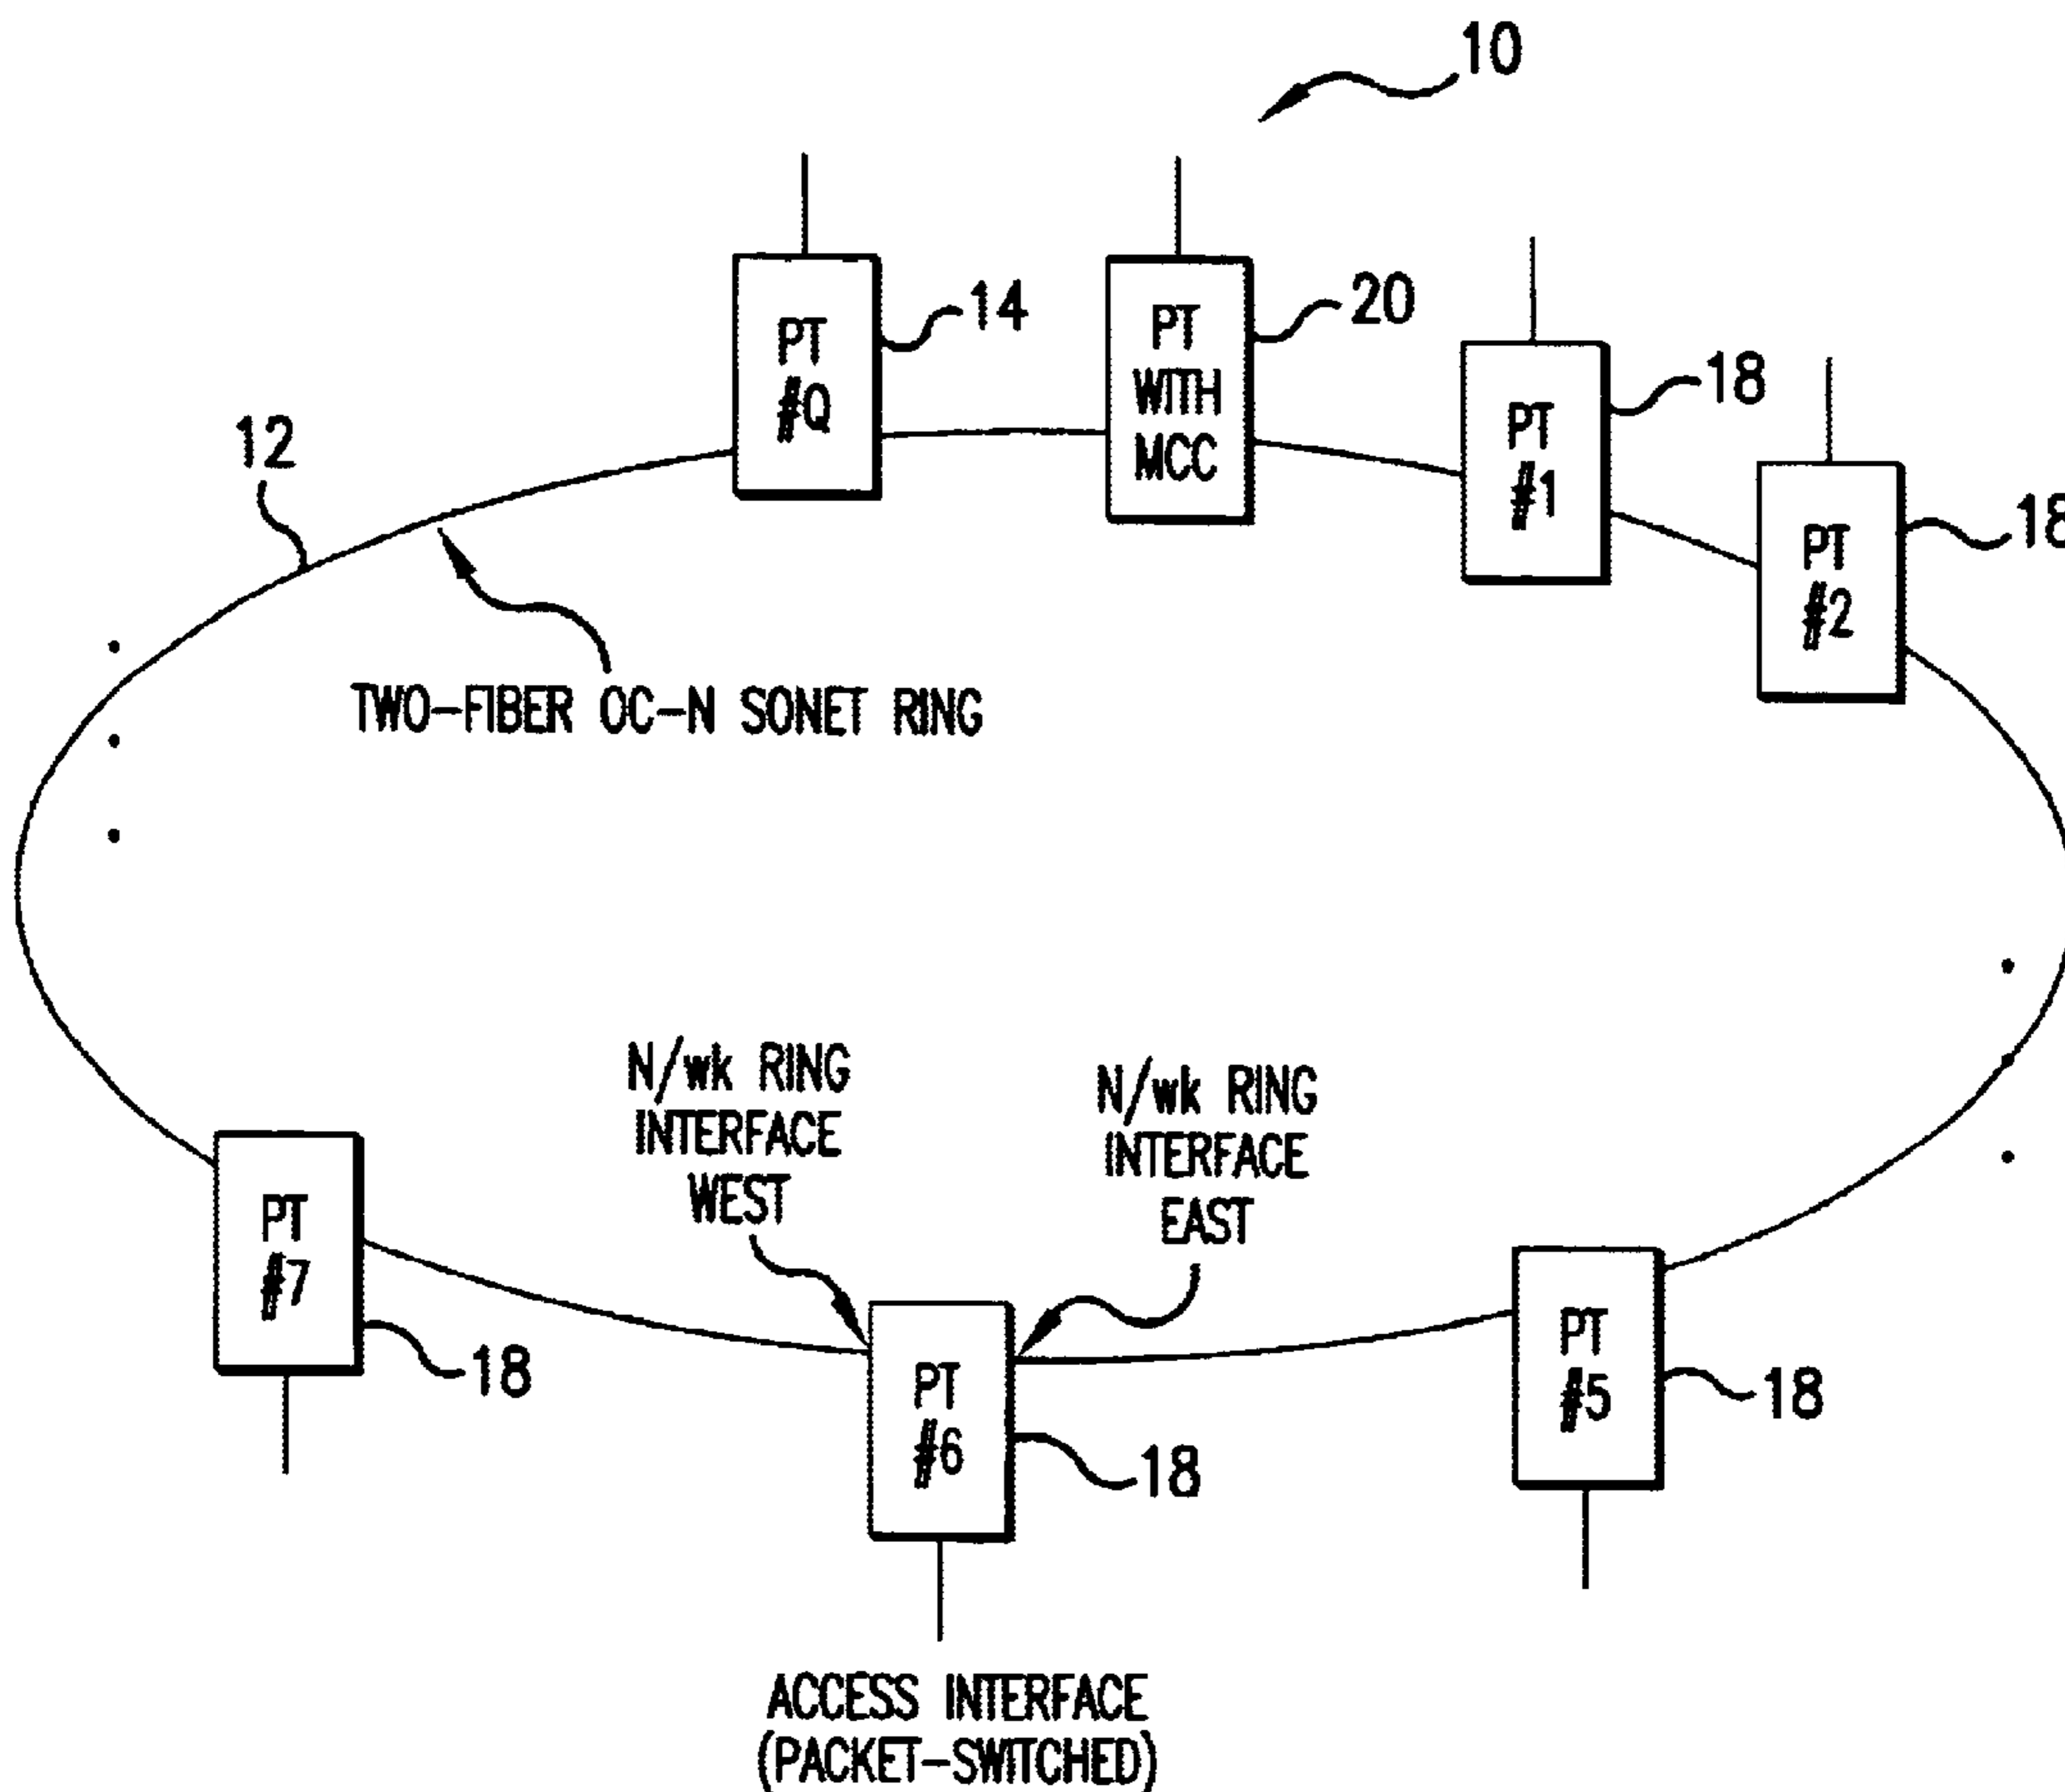 10
PT
#Q
14
PT
WITH
MCC
20
PT
#1
18
PT
#2
18
12
TWO-FIBER OC-N SONET RING
N/wk RING
INTERFACE
WEST
N/wk RING
INTERFACE
EAST
PT
#7
18
PT
#6
18
PT
#5
18
ACCESS INTERFACE
(PACKET-SWITCHED)